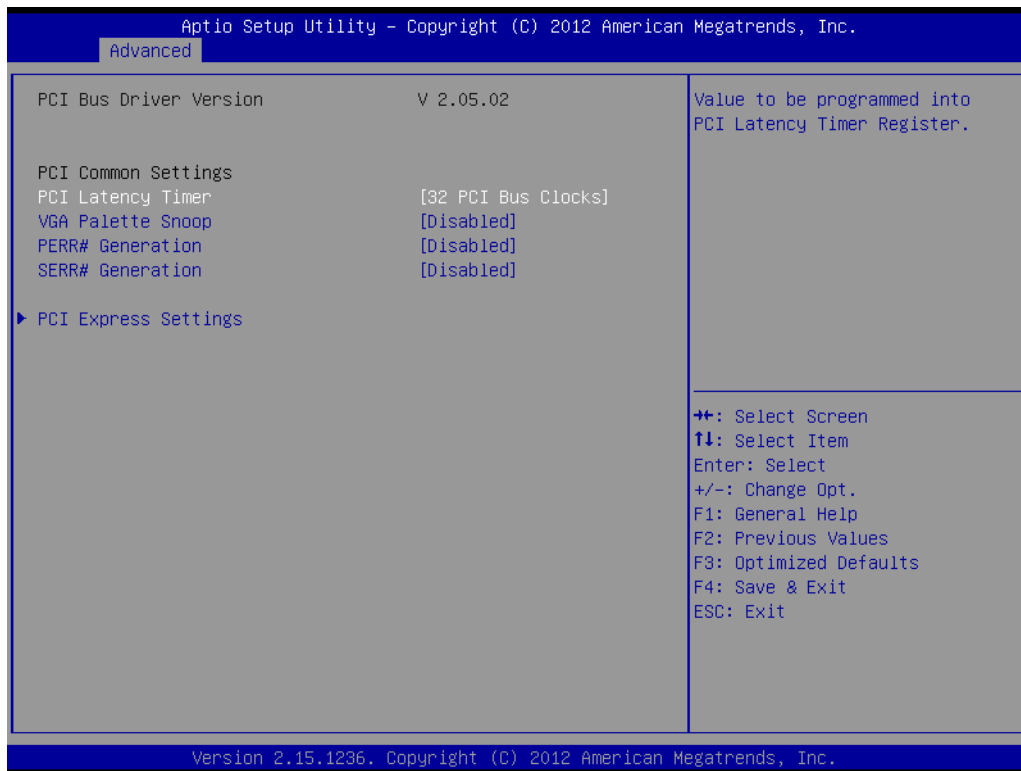 Aptio Setup Utility – Copyright (C) 2012 American Megatrends, Inc.
Advanced
PCI Bus Driver Version V 2.05.02
PCI Common Settings
PCI Latency Timer [32 PCI Bus Clocks]
VGA Palette Snoop [Disabled]
PERR# Generation [Disabled]
SERR# Generation [Disabled]
▶ PCI Express Settings
Value to be programmed into
PCI Latency Timer Register.
→←: Select Screen
↑↓: Select Item
Enter: Select
+/-: Change Opt.
F1: General Help
F2: Previous Values
F3: Optimized Defaults
F4: Save & Exit
ESC: Exit
Version 2.15.1236. Copyright (C) 2012 American Megatrends, Inc.